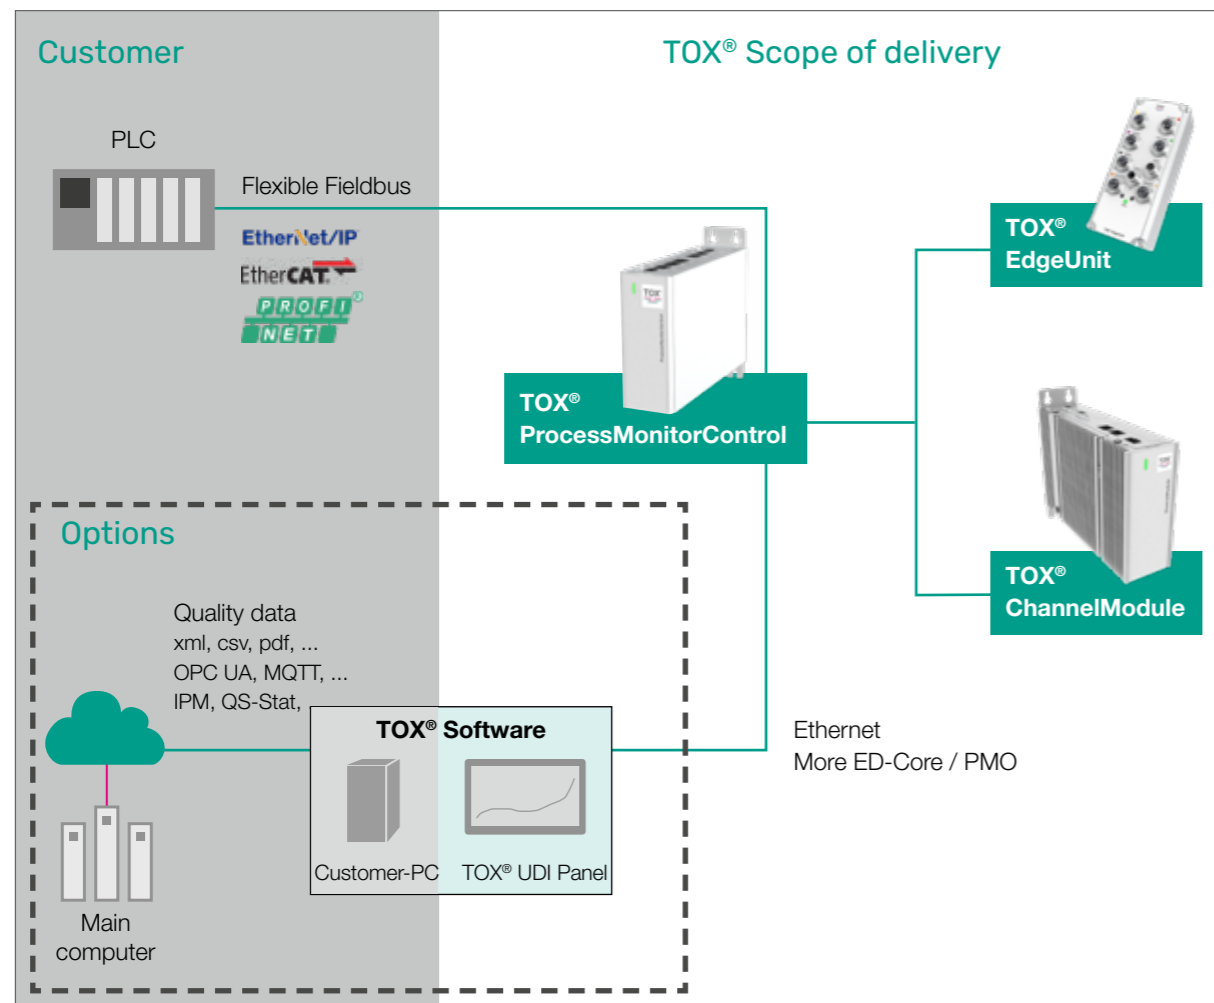 Customer
TOX® Scope of delivery
PLC
Flexible Fieldbus
EtherNet/IP
EtherCAT
PROFI®
NET
TOX
TOX®
EdgeUnit
TOX®
ProcessMonitorControl
TOX®
ChannelModule
Options
Quality data
xml, csv, pdf, ...
OPC UA, MQTT, ...
IPM, QS-Stat,
TOX® Software
Customer-PC
TOX® UDI Panel
Ethernet
More ED-Core / PMO
Main
computer